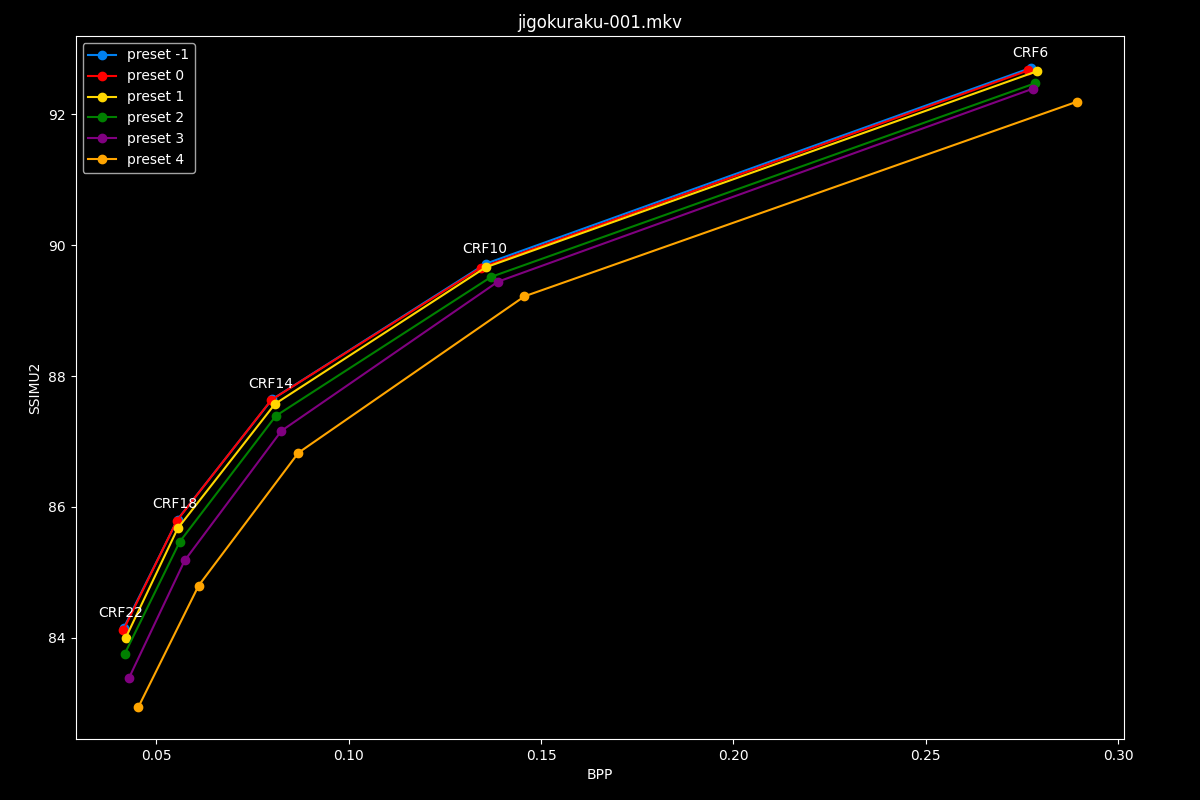 jigokuraku-001.mkv
preset -1
preset 0
preset 1
preset 2
preset 3
preset 4
CRF6
CRF10
CRF14
CRF18
CRF22
92
90
88
86
84
SSIMU2
0.05 0.10 0.15 0.20 0.25 0.30
BPP